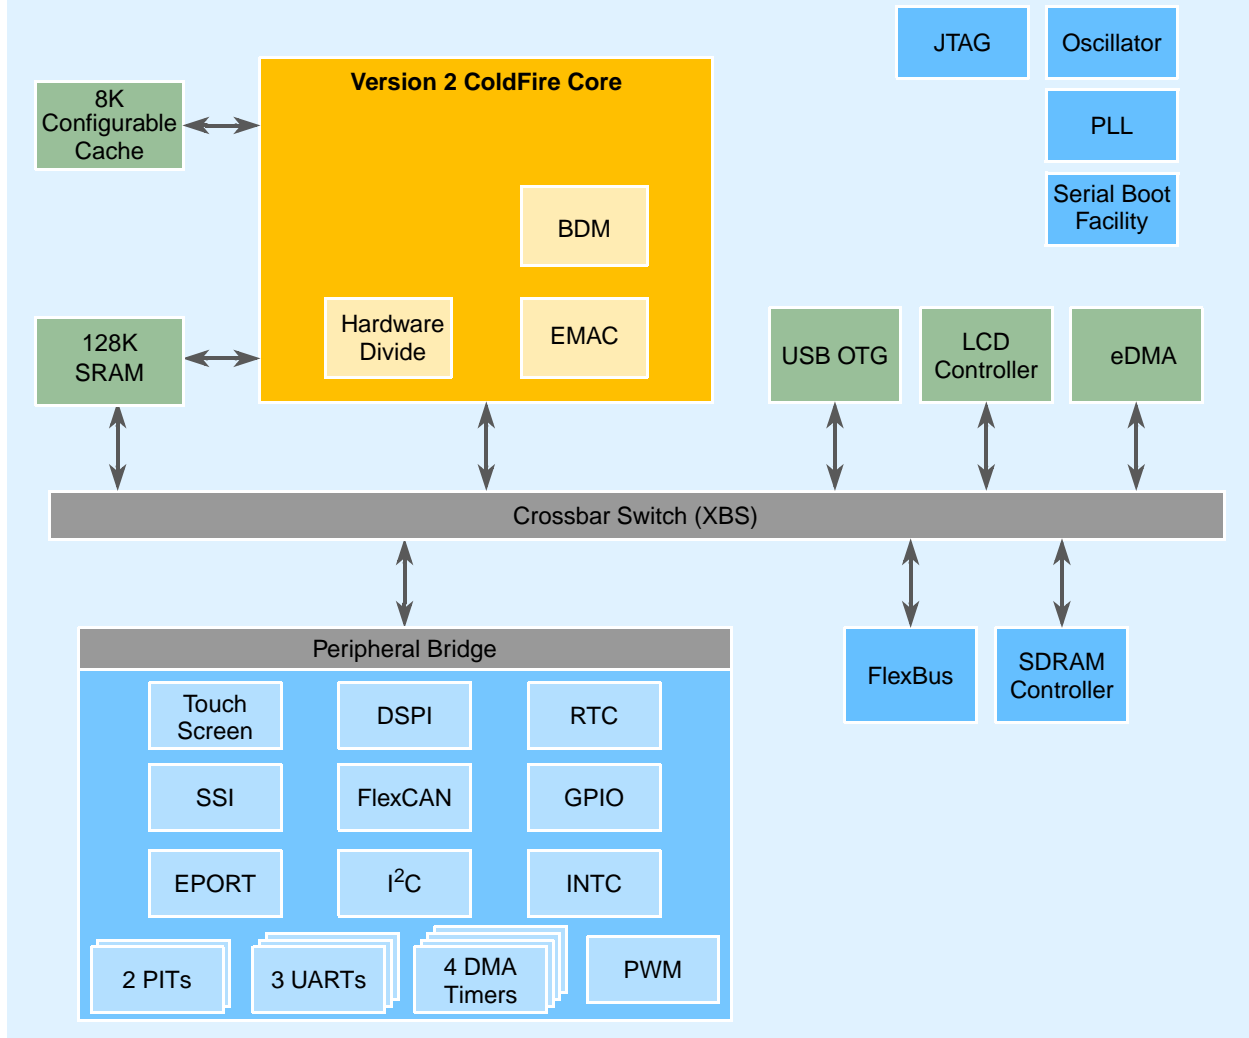 JTAG
Oscillator
Version 2 ColdFire Core
8K
Configurable
Cache
PLL
Serial Boot
Facility
BDM
Hardware
Divide
EMAC
128K
SRAM
USB OTG
LCD
Controller
eDMA
Crossbar Switch (XBS)
Peripheral Bridge
FlexBus
SDRAM
Controller
Touch
Screen
DSPI
RTC
SSI
FlexCAN
GPIO
EPORT
I²C
INTC
2 PITs
3 UARTs
4 DMA
Timers
PWM